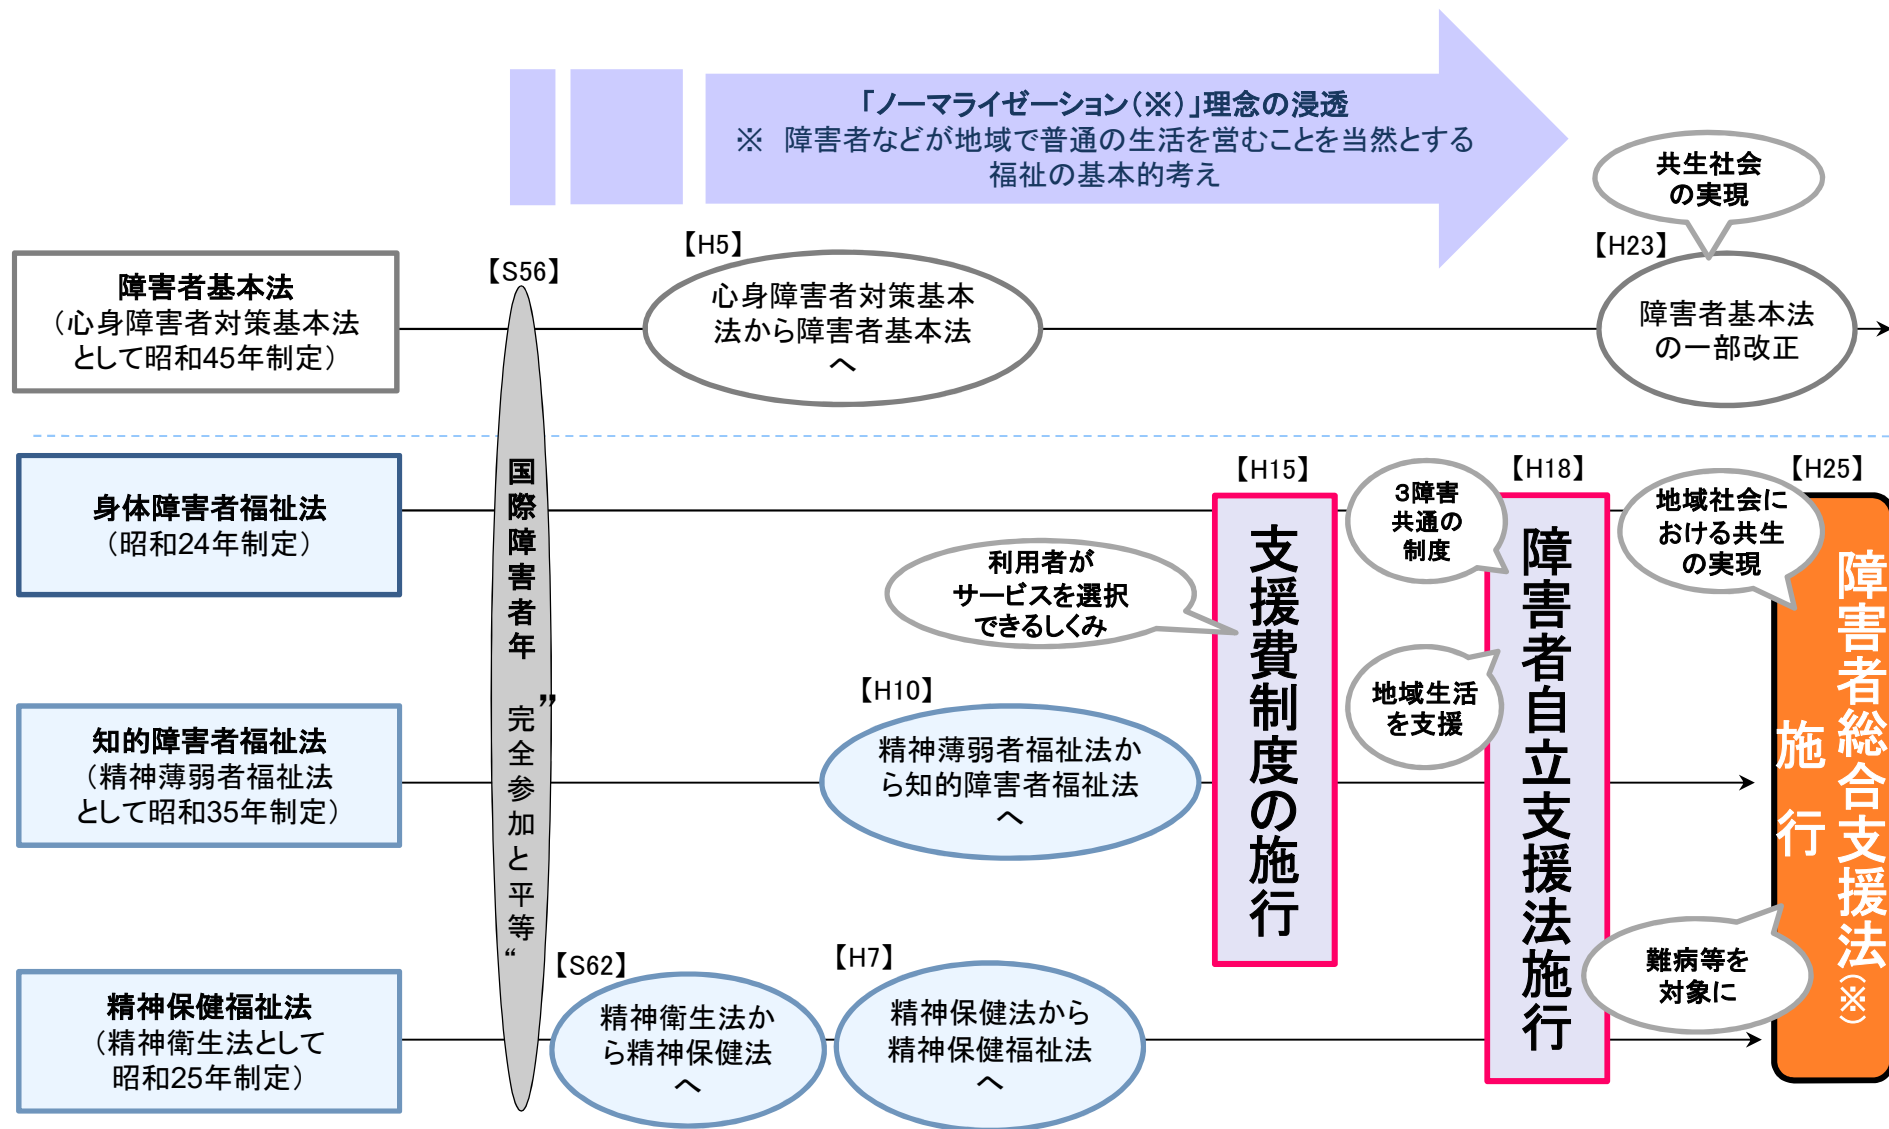 「ノーマライゼーション(※)」理念の浸透
※　障害者などが地域で普通の生活を営むことを当然とする
福祉の基本的考え
共生社会
の実現
障害者基本法
（心身障害者対策基本法
として昭和45年制定）
【S56】
【H5】
心身障害者対策基本
法から障害者基本法
へ
【H23】
障害者基本法
の一部改正
国際障害者年　”完全参加と平等“
身体障害者福祉法
（昭和24年制定）
利用者が
サービスを選択
できるしくみ
【H15】
支援費制度の施行
3障害
共通の
制度
地域生活
を支援
【H18】
障害者自立支援法施行
地域社会に
おける共生
の実現
【H25】
障害者総合支援法(※)
施行
難病等を
対象に
知的障害者福祉法
（精神薄弱者福祉法
として昭和35年制定）
【H10】
精神薄弱者福祉法か
ら知的障害者福祉法
へ
精神保健福祉法
（精神衛生法として
昭和25年制定）
【S62】
精神衛生法か
ら精神保健法
へ
【H7】
精神保健法から
精神保健福祉法
へ